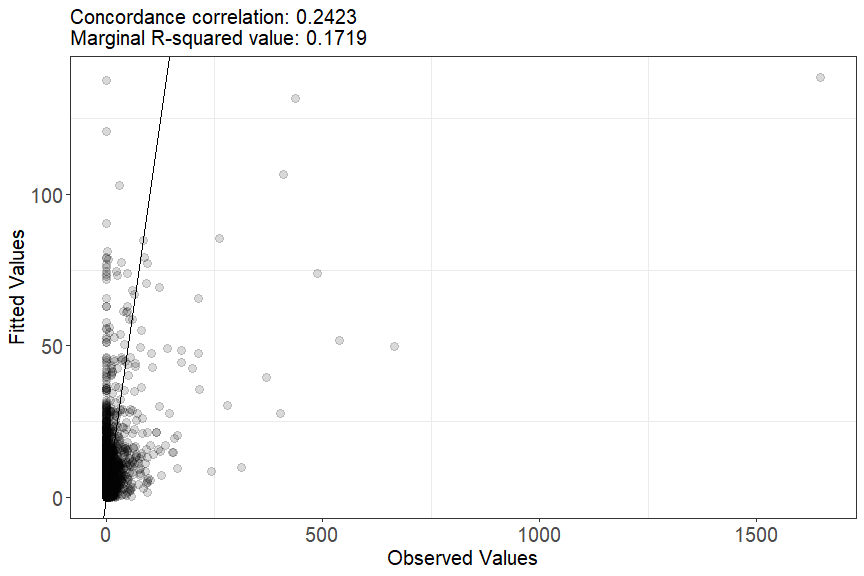 Concordance correlation: 0.2423
Marginal R-squared value: 0.1719
100
50
0
Fitted Values
0 500 1000 1500
Observed Values